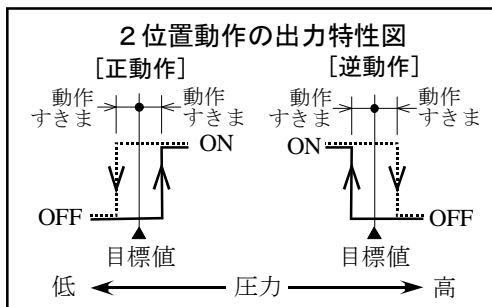 2位置動作の出力特性図
[正動作] [逆動作]
動作 動作 動作 動作
すきま すきま すきま すきま
ON ON
OFF OFF
目標値 目標値
低 圧力 高